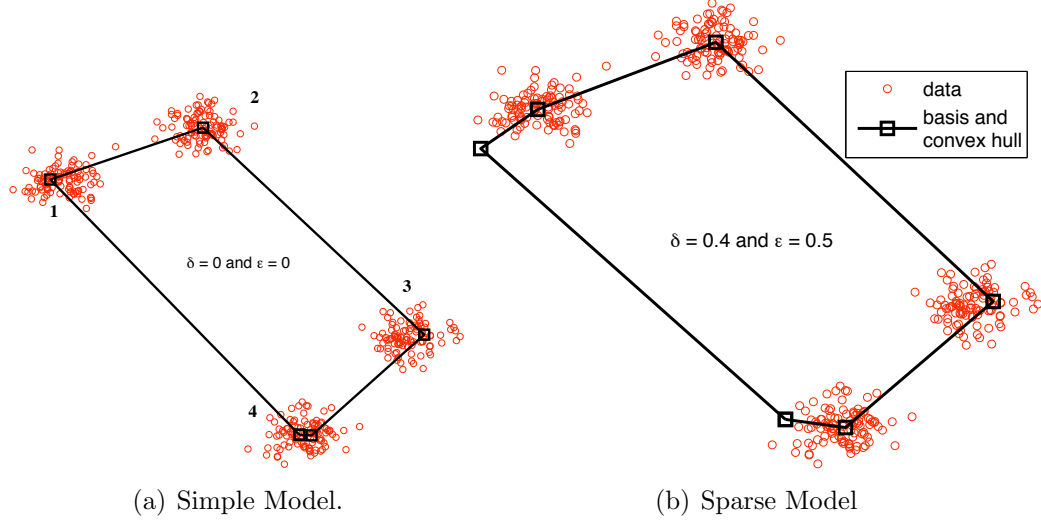 2
1
δ = 0 and ε = 0
3
4
(a) Simple Model.
data
basis and
convex hull
δ = 0.4 and ε = 0.5
(b) Sparse Model